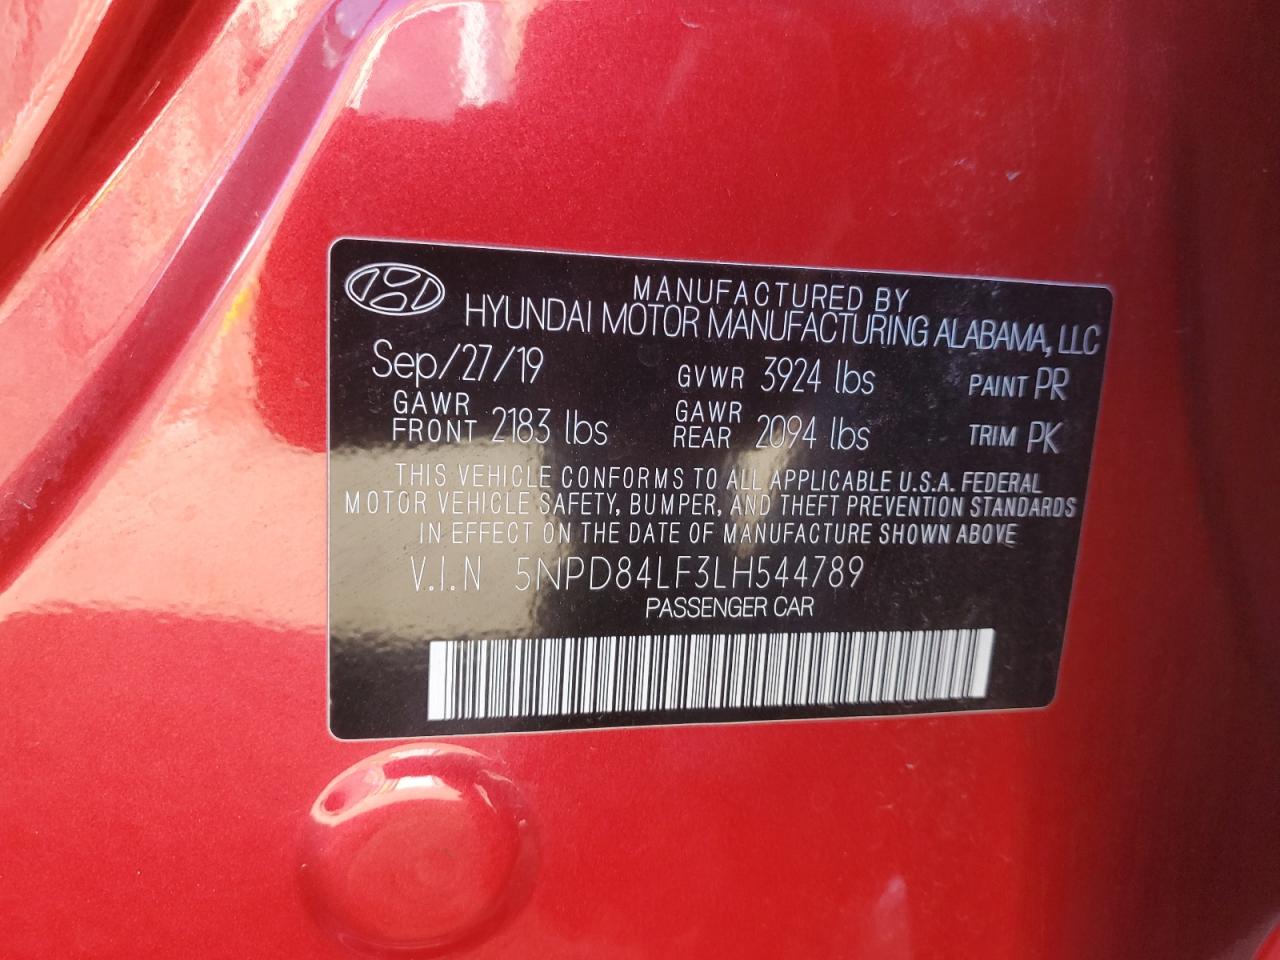 MANUFACTURED BY
HYUNDAI MOTOR MANUFACTURING ALABAMA, LLC
Sep/27/19 GVWR 3924 lbs PAINT PR
GAWR FRONT 2183 lbs GAWR REAR 2094 lbs TRIM PK
THIS VEHICLE CONFORMS TO ALL APPLICABLE U.S.A. FEDERAL
MOTOR VEHICLE SAFETY, BUMPER, AND THEFT PREVENTION STANDARDS
IN EFFECT ON THE DATE OF MANUFACTURE SHOWN ABOVE
V.I.N 5NPD84LF3LH544789
PASSENGER CAR